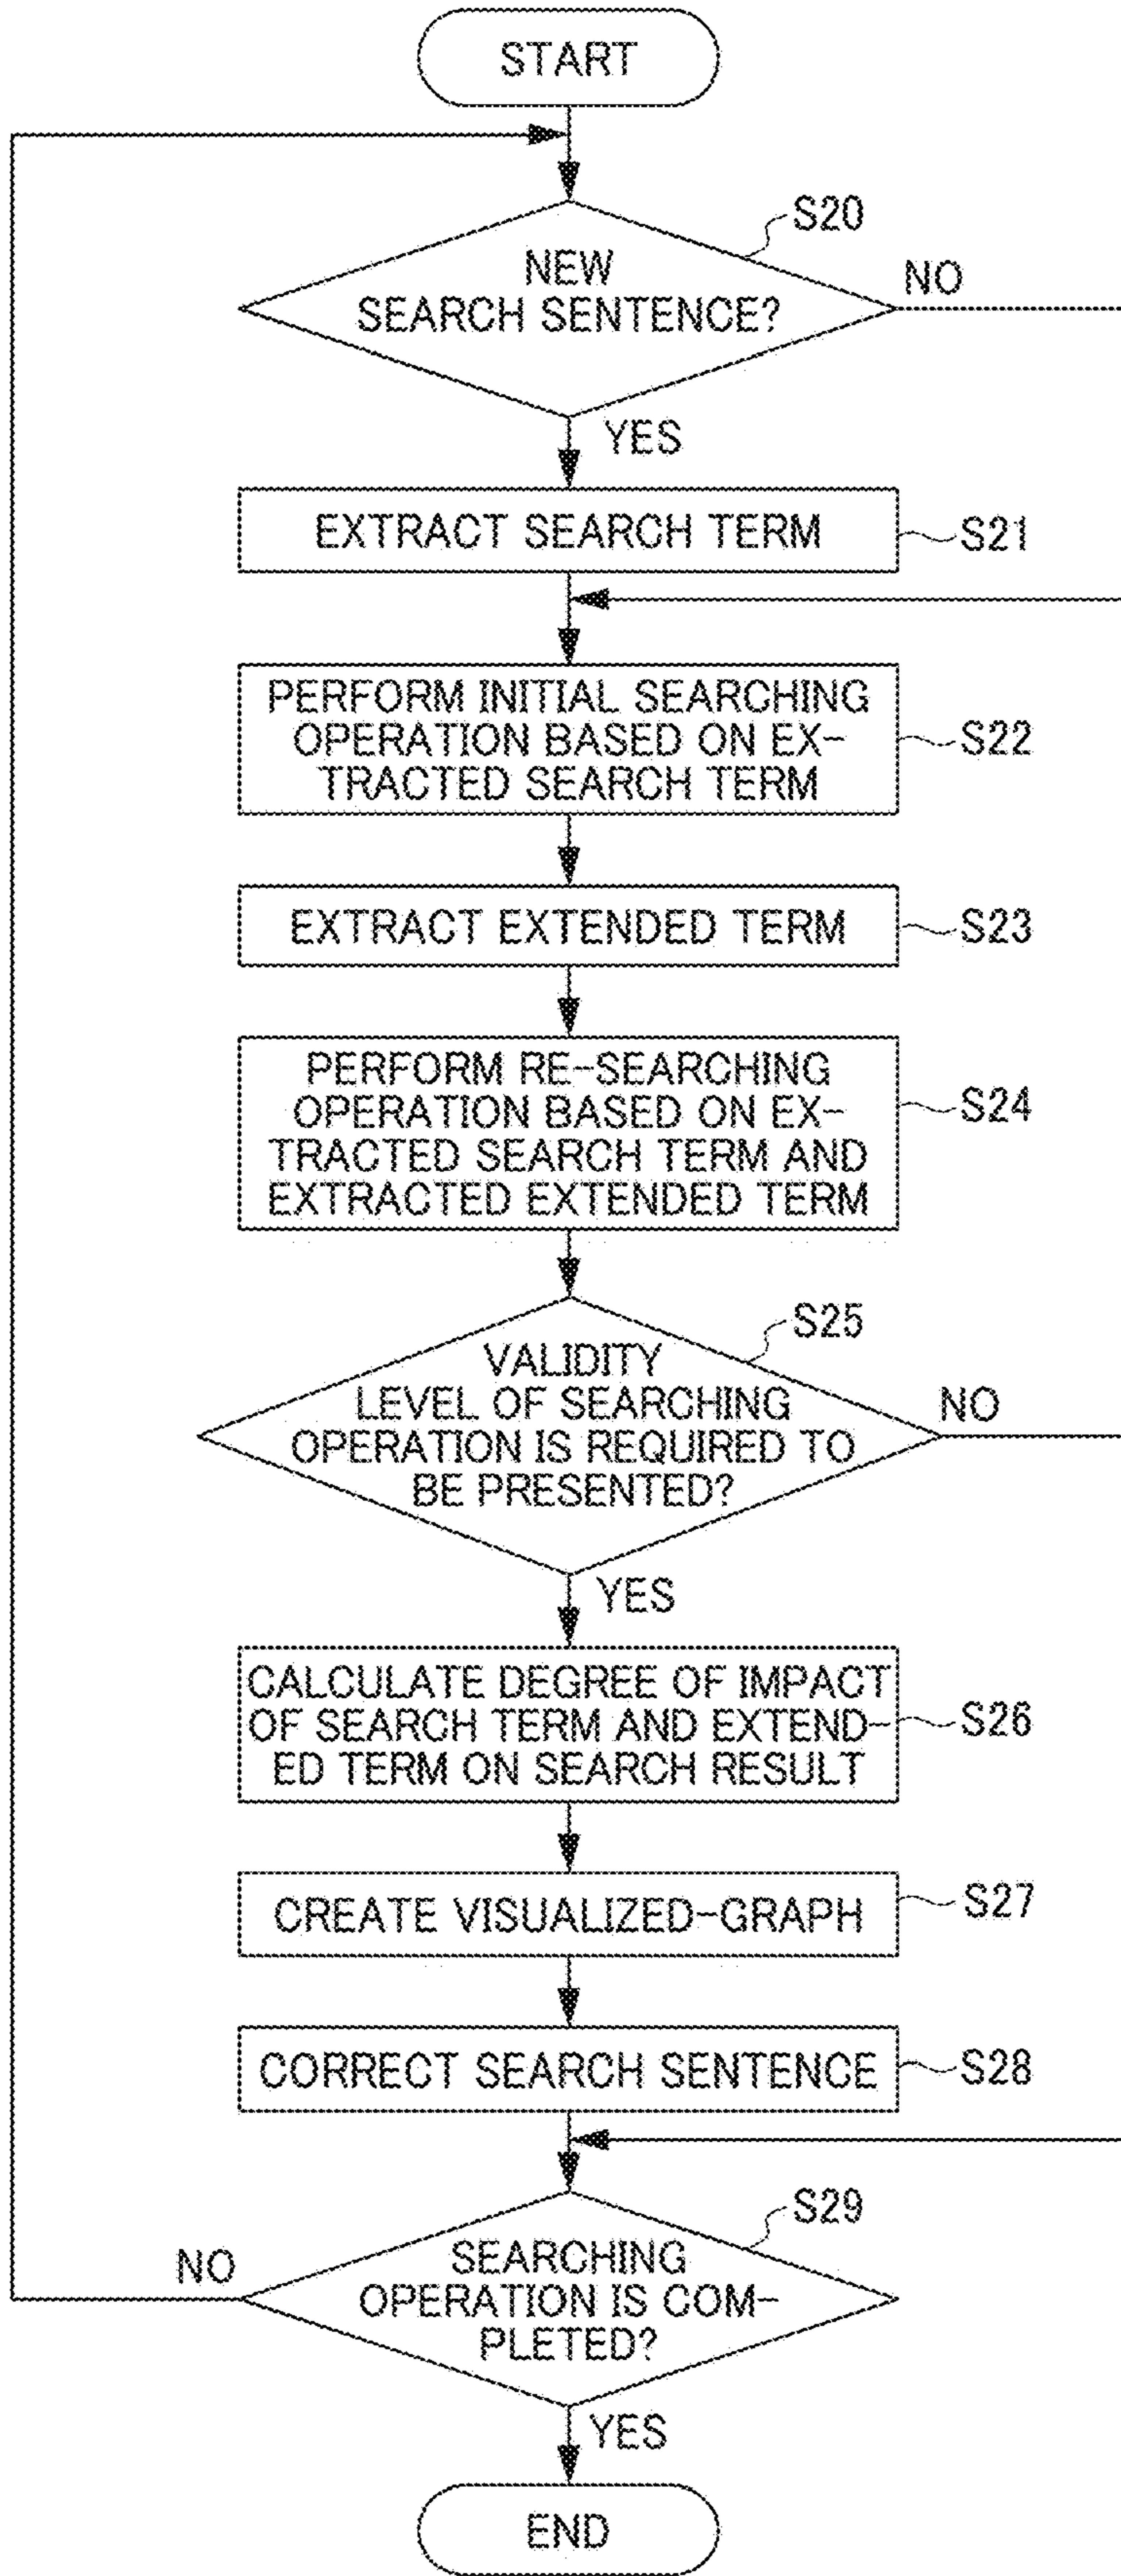 START
S20
NEW
SEARCH SENTENCE?
NO
YES
EXTRACT SEARCH TERM
S21
PERFORM INITIAL SEARCHING
OPERATION BASED ON EX-
TRACTED SEARCH TERM
S22
EXTRACT EXTENDED TERM
S23
PERFORM RE-SEARCHING
OPERATION BASED ON EX-
TRACTED SEARCH TERM AND
EXTRACTED EXTENDED TERM
S24
S25
VALIDITY
LEVEL OF SEARCHING
OPERATION IS REQUIRED TO
BE PRESENTED?
NO
YES
CALCULATE DEGREE OF IMPACT
OF SEARCH TERM AND EXTEND-
ED TERM ON SEARCH RESULT
S26
CREATE VISUALIZED-GRAPH
S27
CORRECT SEARCH SENTENCE
S28
S29
SEARCHING
OPERATION IS COM-
PLETED?
NO
YES
END